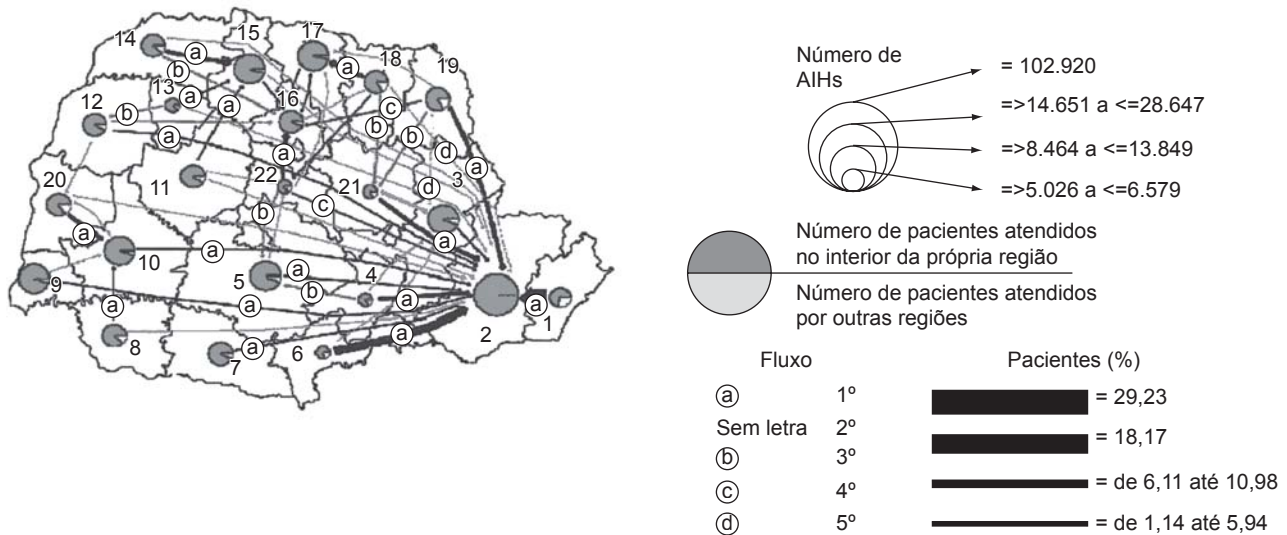 14
15
17
18
19
a
a
b
13
a
16
12
b
a
a
c
b
b
a
d
a
20
11
22
a
21
d
3
b
c
a
10
a
a
5
a
4
9
a
b
a
a
2
1
a
8
a
7
6
a
Número de
AIHs
= 102.920
=>14.651 a <=28.647
=>8.464 a <=13.849
=>5.026 a <=6.579
Número de pacientes atendidos
no interior da própria região
Número de pacientes atendidos
por outras regiões
Fluxo
Pacientes (%)
a 1º
= 29,23
Sem letra 2º
= 18,17
b 3º
c 4º
= de 6,11 até 10,98
d 5º
= de 1,14 até 5,94